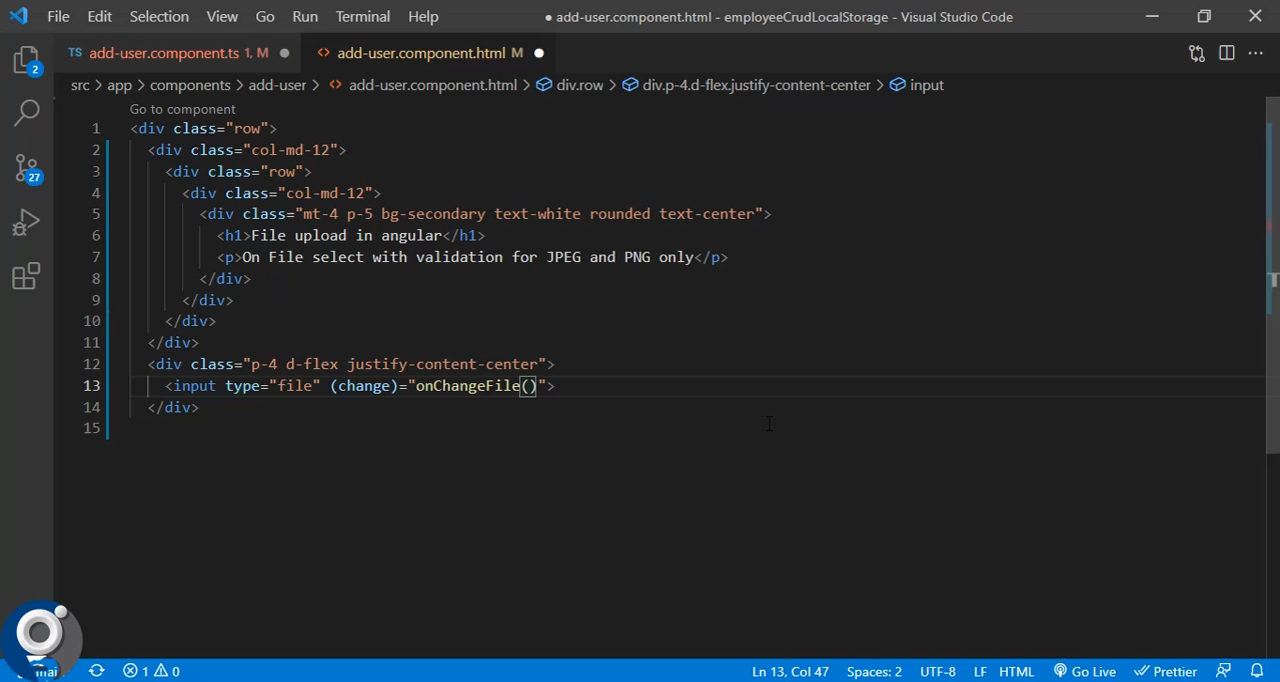 File Edit Selection View Go Run Terminal Help ● add-user.component.html - employeeCrudLocalStorage - Visual Studio Code
TS add-user.component.ts 1, M ● <> add-user.component.html M ●
src > app > components > add-user > <> add-user.component.html > div.row > div.p-4.d-flex.justify-content-center > input
Go to component
1 <div class="row">
2 <div class="col-md-12">
3 <div class="row">
4 <div class="col-md-12">
5 <div class="mt-4 p-5 bg-secondary text-white rounded text-center">
6 <h1>File upload in angular</h1>
7 <p>On File select with validation for JPEG and PNG only</p>
8 </div>
9 </div>
10 </div>
11 </div>
12 <div class="p-4 d-flex justify-content-center">
13 <input type="file" (change)="onChangeFile()">
14 </div>
15
2
27
1 0 Ln 13, Col 47 Spaces: 2 UTF-8 LF HTML Go Live Prettier